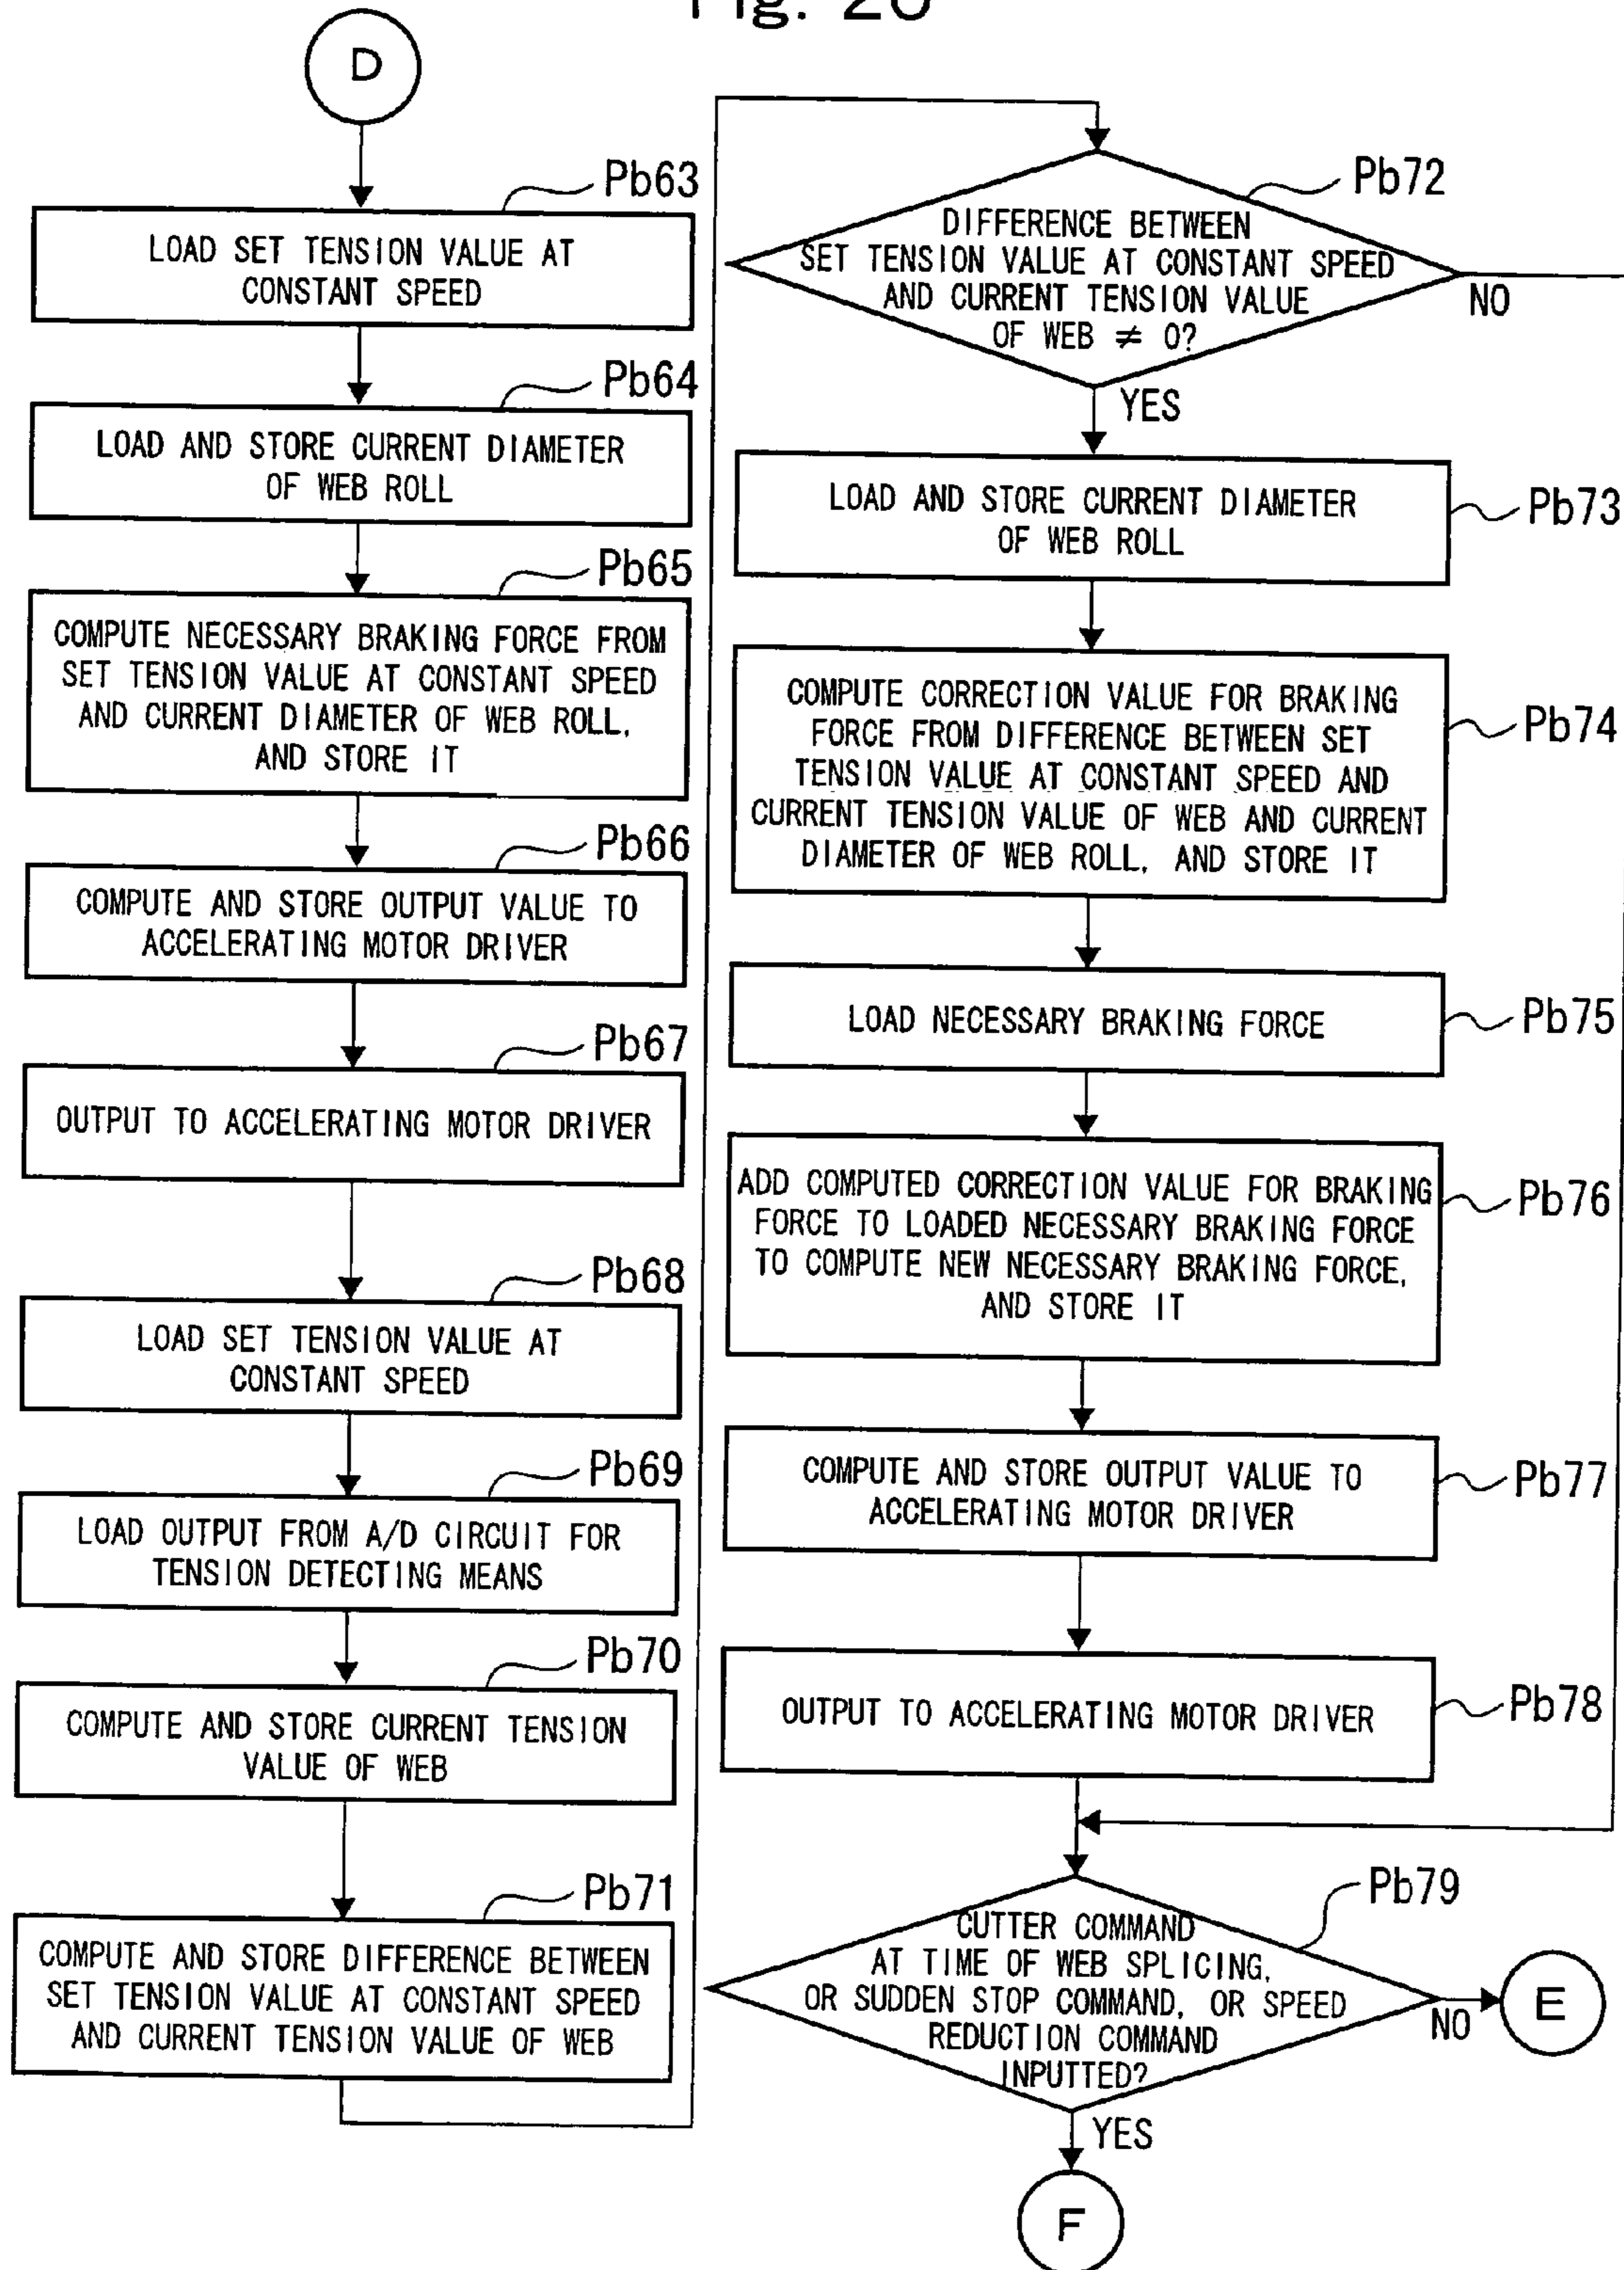 Fig. 20
D
Pb63
LOAD SET TENSION VALUE AT
CONSTANT SPEED
Pb64
LOAD AND STORE CURRENT DIAMETER
OF WEB ROLL
Pb65
COMPUTE NECESSARY BRAKING FORCE FROM
SET TENSION VALUE AT CONSTANT SPEED
AND CURRENT DIAMETER OF WEB ROLL,
AND STORE IT
Pb66
COMPUTE AND STORE OUTPUT VALUE TO
ACCELERATING MOTOR DRIVER
Pb67
OUTPUT TO ACCELERATING MOTOR DRIVER
Pb68
LOAD SET TENSION VALUE AT
CONSTANT SPEED
Pb69
LOAD OUTPUT FROM A/D CIRCUIT FOR
TENSION DETECTING MEANS
Pb70
COMPUTE AND STORE CURRENT TENSION
VALUE OF WEB
Pb71
COMPUTE AND STORE DIFFERENCE BETWEEN
SET TENSION VALUE AT CONSTANT SPEED
AND CURRENT TENSION VALUE OF WEB
Pb72
DIFFERENCE BETWEEN
SET TENSION VALUE AT CONSTANT SPEED
AND CURRENT TENSION VALUE
OF WEB ≠ 0?
NO
YES
Pb73
LOAD AND STORE CURRENT DIAMETER
OF WEB ROLL
Pb74
COMPUTE CORRECTION VALUE FOR BRAKING
FORCE FROM DIFFERENCE BETWEEN SET
TENSION VALUE AT CONSTANT SPEED AND
CURRENT TENSION VALUE OF WEB AND CURRENT
DIAMETER OF WEB ROLL, AND STORE IT
Pb75
LOAD NECESSARY BRAKING FORCE
Pb76
ADD COMPUTED CORRECTION VALUE FOR BRAKING
FORCE TO LOADED NECESSARY BRAKING FORCE
TO COMPUTE NEW NECESSARY BRAKING FORCE,
AND STORE IT
Pb77
COMPUTE AND STORE OUTPUT VALUE TO
ACCELERATING MOTOR DRIVER
Pb78
OUTPUT TO ACCELERATING MOTOR DRIVER
Pb79
CUTTER COMMAND
AT TIME OF WEB SPLICING,
OR SUDDEN STOP COMMAND, OR SPEED
REDUCTION COMMAND
INPUTTED?
NO
E
YES
F